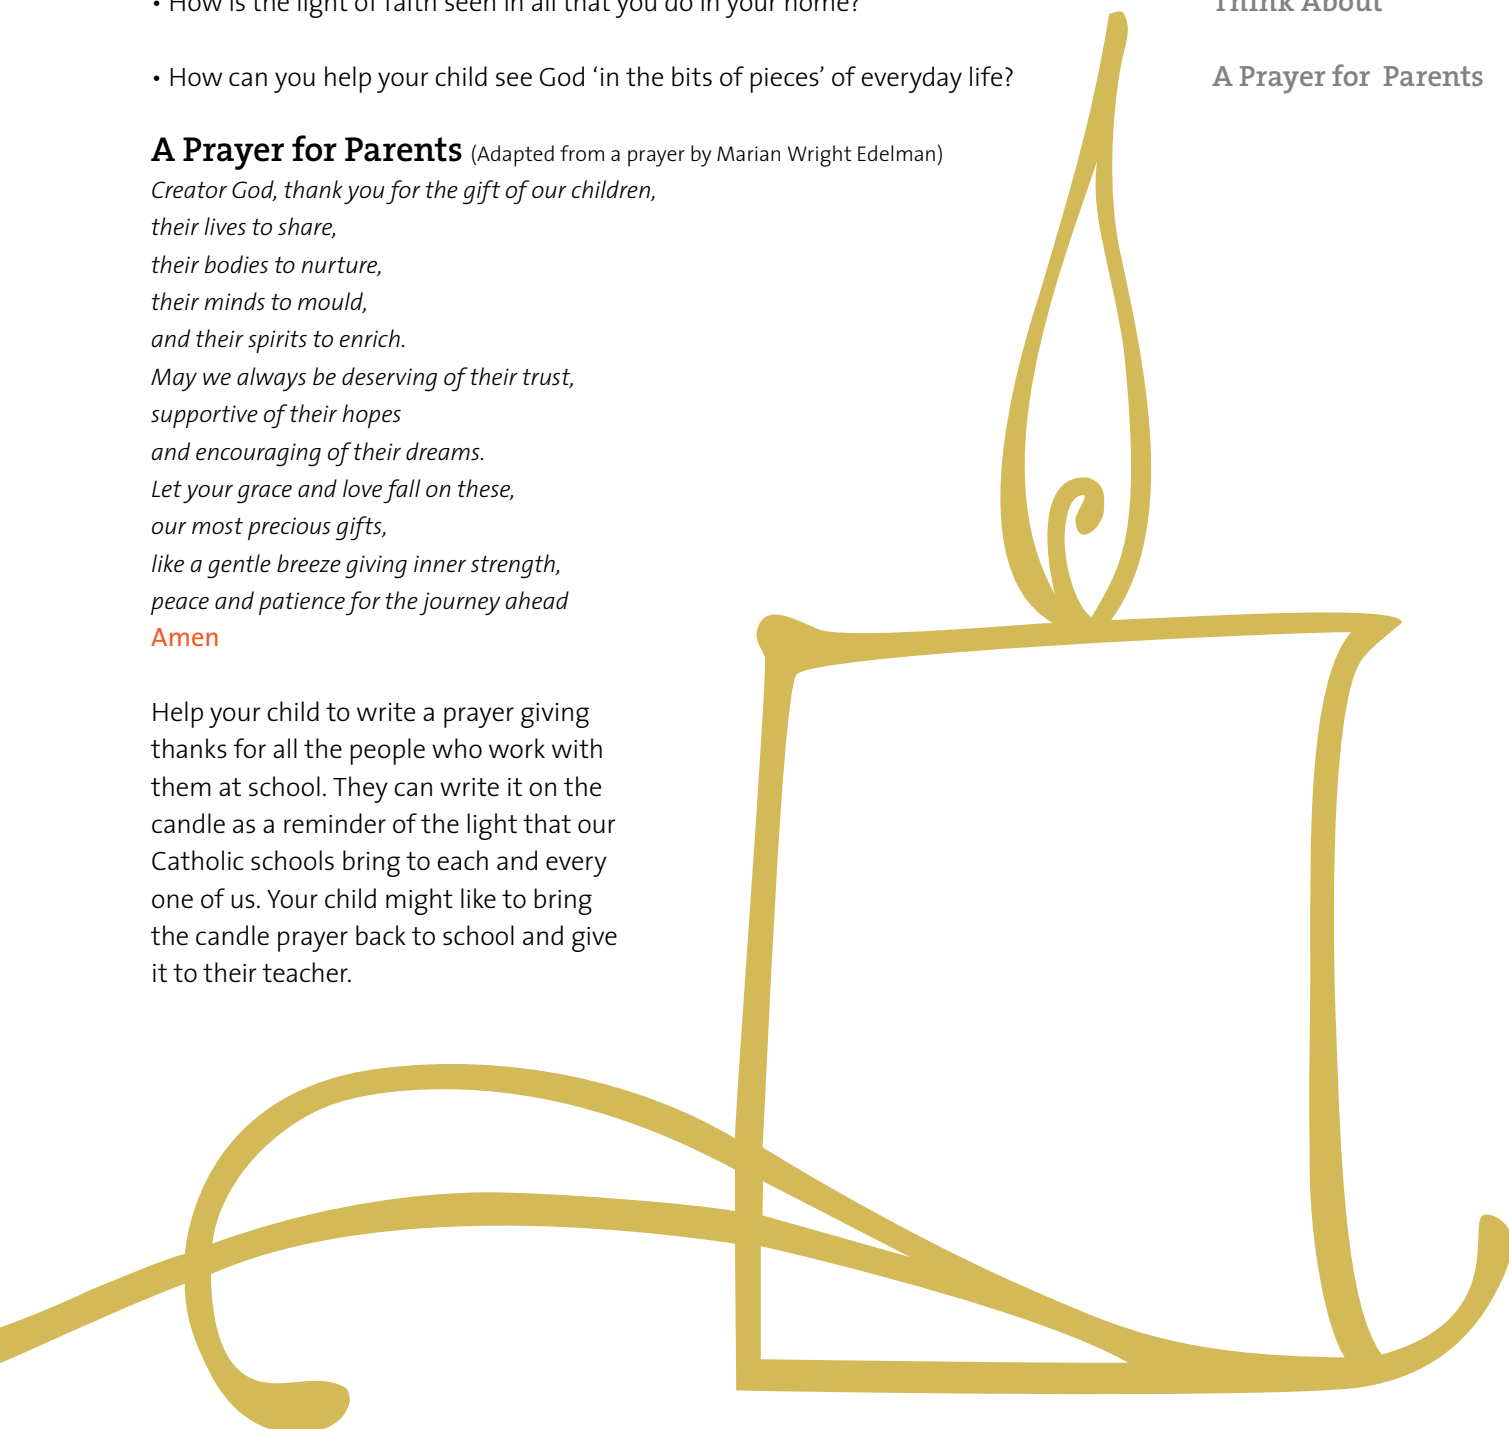 • How is the light of faith seen in all that you do in your home?
Think About
• How can you help your child see God ‘in the bits of pieces’ of everyday life?
A Prayer for Parents
A Prayer for Parents (Adapted from a prayer by Marian Wright Edelman)
Creator God, thank you for the gift of our children,
their lives to share,
their bodies to nurture,
their minds to mould,
and their spirits to enrich.
May we always be deserving of their trust,
supportive of their hopes
and encouraging of their dreams.
Let your grace and love fall on these,
our most precious gifts,
like a gentle breeze giving inner strength,
peace and patience for the journey ahead
Amen
Help your child to write a prayer giving
thanks for all the people who work with
them at school. They can write it on the
candle as a reminder of the light that our
Catholic schools bring to each and every
one of us. Your child might like to bring
the candle prayer back to school and give
it to their teacher.